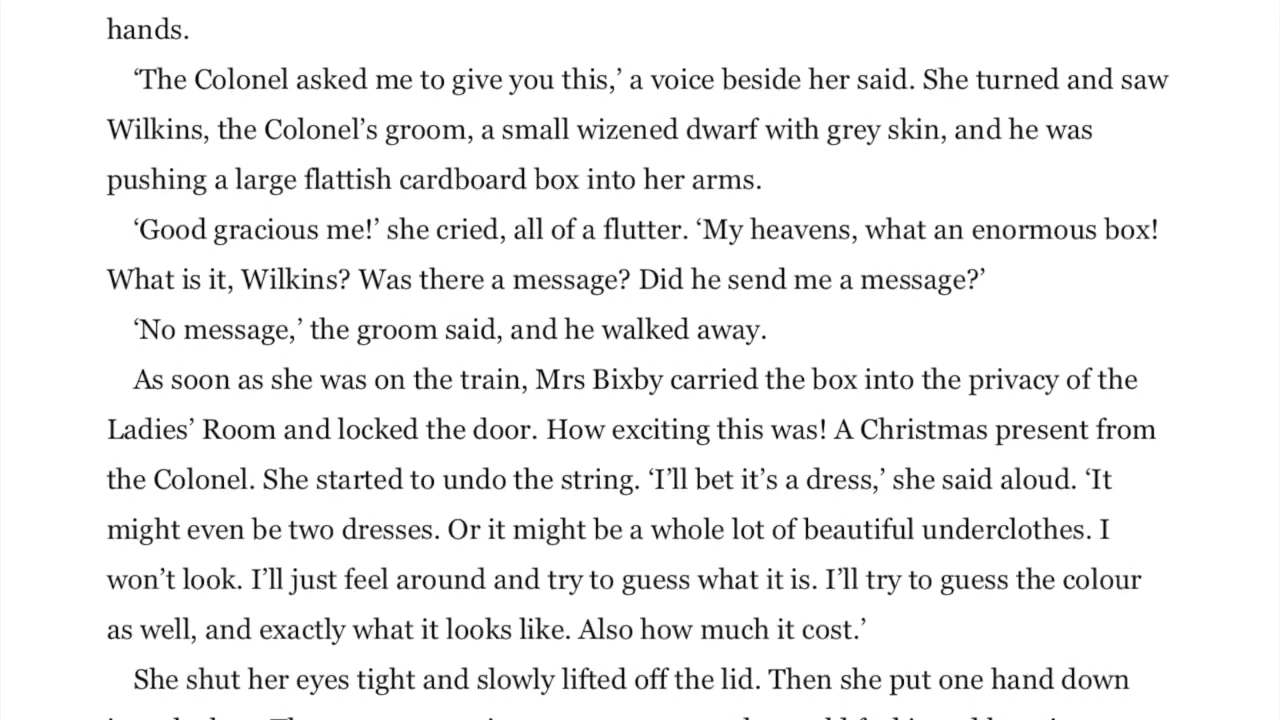 hands.
‘The Colonel asked me to give you this,’ a voice beside her said. She turned and saw
Wilkins, the Colonel’s groom, a small wizened dwarf with grey skin, and he was
pushing a large flattish cardboard box into her arms.
‘Good gracious me!’ she cried, all of a flutter. ‘My heavens, what an enormous box!
What is it, Wilkins? Was there a message? Did he send me a message?’
‘No message,’ the groom said, and he walked away.
As soon as she was on the train, Mrs Bixby carried the box into the privacy of the
Ladies’ Room and locked the door. How exciting this was! A Christmas present from
the Colonel. She started to undo the string. ‘I’ll bet it’s a dress,’ she said aloud. ‘It
might even be two dresses. Or it might be a whole lot of beautiful underclothes. I
won’t look. I’ll just feel around and try to guess what it is. I’ll try to guess the colour
as well, and exactly what it looks like. Also how much it cost.’
She shut her eyes tight and slowly lifted off the lid. Then she put one hand down